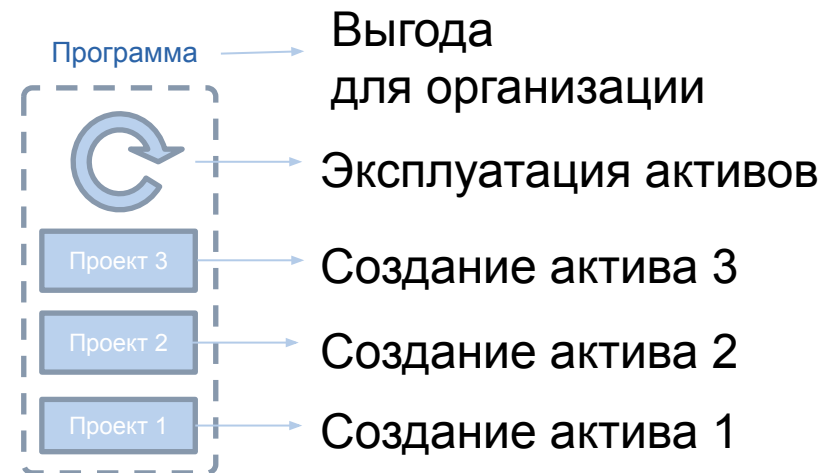 Программа
Выгода
для организации
Эксплуатация активов
Проект 3
Создание актива 3
Проект 2
Создание актива 2
Проект 1
Создание актива 1